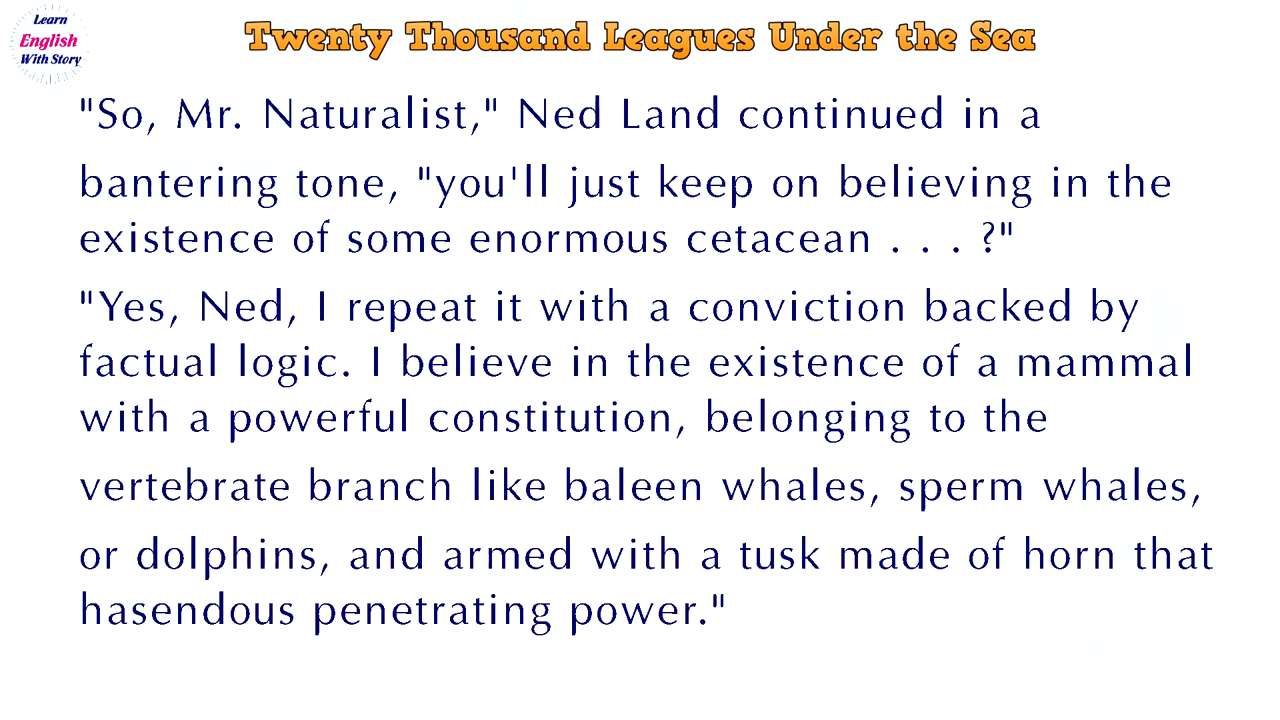 Learn
English
With Story
Twenty Thousand Leagues Under the Sea
"So, Mr. Naturalist," Ned Land continued in a
bantering tone, "you'll just keep on believing in the
existence of some enormous cetacean . . . ?"
"Yes, Ned, I repeat it with a conviction backed by
factual logic. I believe in the existence of a mammal
with a powerful constitution, belonging to the
vertebrate branch like baleen whales, sperm whales,
or dolphins, and armed with a tusk made of horn that
hasendous penetrating power."